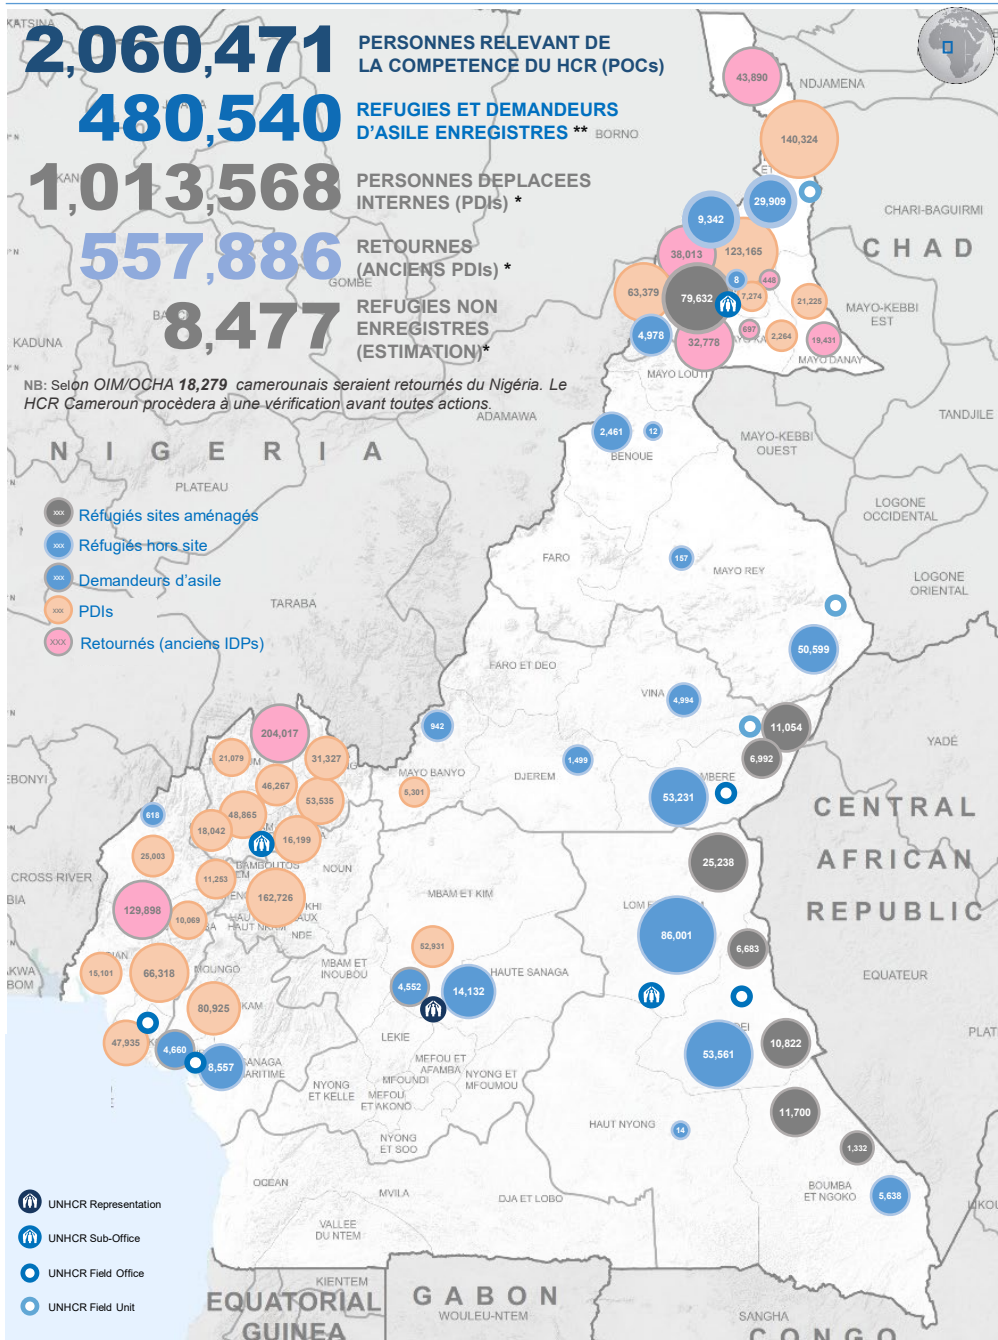 KATSINA
2,060,471
PERSONNES RELEVANT DE
LA COMPETENCE DU HCR (POCs)
480,540
REFUGIES ET DEMANDEURS
D'ASILE ENREGISTRES **
1,013,568
PERSONNES DEPLACEES
INTERNES (PDIs) *
557,886
RETOURNES
(ANCIENS PDIs) *
8,477
REFUGIES NON
ENREGISTRES
(ESTIMATION)*
NB: Selon OIM/OCHA 18,279 camerounais seraient retournés du Nigéria. Le
HCR Cameroun procèdera à une vérification avant toutes actions.
BORNO
GOMBE
KADUNA
ADAMAWA
NIGERIA
PLATEAU
TARABA
xxx Réfugiés sites aménagés
xxx Réfugiés hors site
xxx Demandeurs d'asile
xxx PDIs
xxx Retournés (anciens IDPs)
43,890
NDJAMENA
140,324
29,909
9,342
CHARI-BAGUIRMI
CHAD
38,013
123,165
8
448
63,379
79,632
7,274
21,225
MAYO-KEBBI
EST
4,978
32,778
697
2,264
19,431
MAYO DANAY
MAYO LOUTI
TANDJILE
2,461
12
BENOUE
MAYO-KEBBI
OUEST
LOGONE
OCCIDENTAL
FARO
157
MAYO REY
LOGONE
ORIENTAL
50,599
FARO ET DEO
VINA
4,994
942
11,054
6,992
YADÉ
204,017
21,079
31,327
46,267
53,535
MAYO BANYO
5,301
DJEREM
1,499
MBERE
53,231
EBONYI
618
48,865
18,042
16,199
25,003
BAMBOUTOS
11,253
NOUN
162,726
CROSS RIVER
129,898
10,069
HAUT NKAM
NDE
CENTRAL
AFRICAN
REPUBLIC
25,238
MBAM ET KIM
86,001
6,683
52,931
MBAM ET
INOUBOU
HAUTE SANAGA
4,552
14,132
EQUATEUR
AKWA
BOM
15,101
66,318
MOUNGO
80,925
47,935
4,660
8,557
LEKIE
MEFOU ET
AFAMBA
MFOUNDI
NYONG ET
MFOUMOU
NYONG
ET KELLE
MEFOU
ET AKONO
53,561
10,822
11,700
HAUT NYONG
14
1,332
NYONG
ET SOO
OCEAN
MVILA
DJA ET LOBO
BOUMBA
ET NGOKO
5,638
VALLEE
DU NTEM
UNHCR Representation
UNHCR Sub-Office
UNHCR Field Office
UNHCR Field Unit
KIENTEM
EQUATORIAL
GUINEA
GABON
WOULEU-NTEM
SANGHA
CONGO